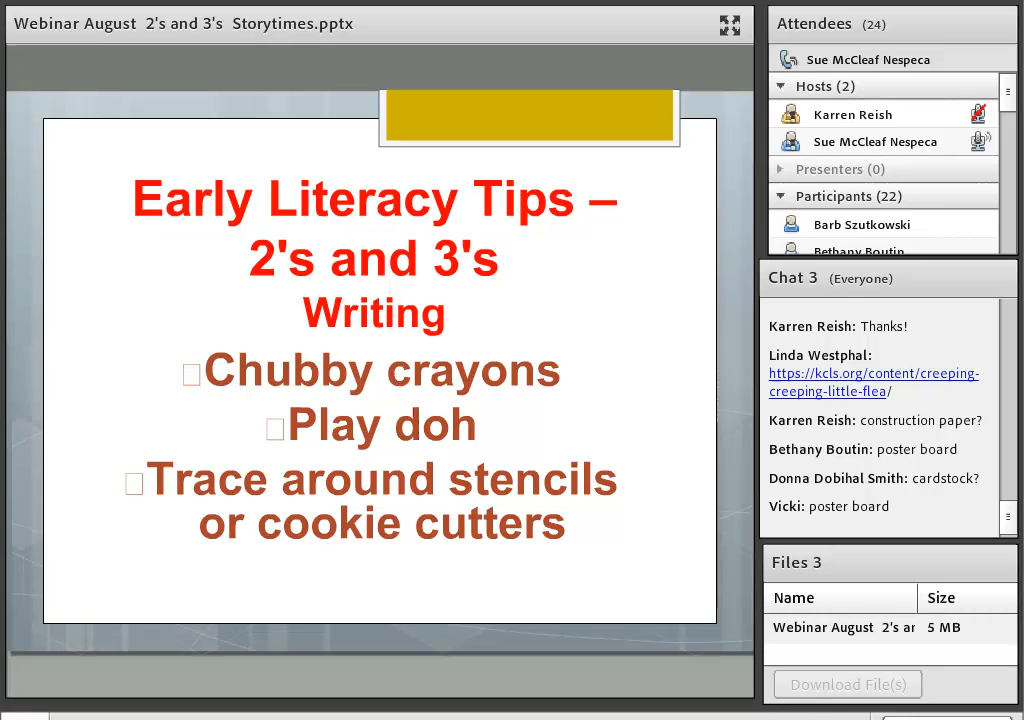 Webinar August  2's and 3's  Storytimes.pptx
Early Literacy Tips –
2's and 3's
Writing
Chubby crayons
Play doh
Trace around stencils
or cookie cutters
Attendees (24)
Sue McCleaf Nespeca
Hosts (2)
Karren Reish
Sue McCleaf Nespeca
Presenters (0)
Participants (22)
Barb Szutkowski
Bethany Boutin
Chat 3 (Everyone)
Karren Reish: Thanks!
Linda Westphal:
https://kcls.org/content/creeping-
creeping-little-flea/
Karren Reish: construction paper?
Bethany Boutin: poster board
Donna Dobihal Smith: cardstock?
Vicki: poster board
Files 3
Name Size
Webinar August  2's ar 5 MB
Download File(s)